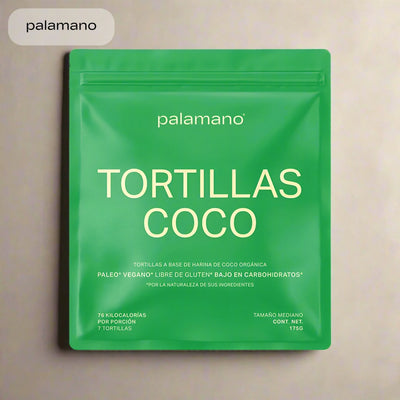 palamano
palamano®
TORTILLAS
COCO
TORTILLAS A BASE DE HARINA DE COCO ORGÁNICA
PALEO* VEGANO* LIBRE DE GLUTEN* BAJO EN CARBOHIDRATOS*
*POR LA NATURALEZA DE SUS INGREDIENTES
76 KILOCALORÍAS
POR PORCIÓN
7 TORTILLAS
TAMAÑO MEDIANO
CONT. NET.
175G